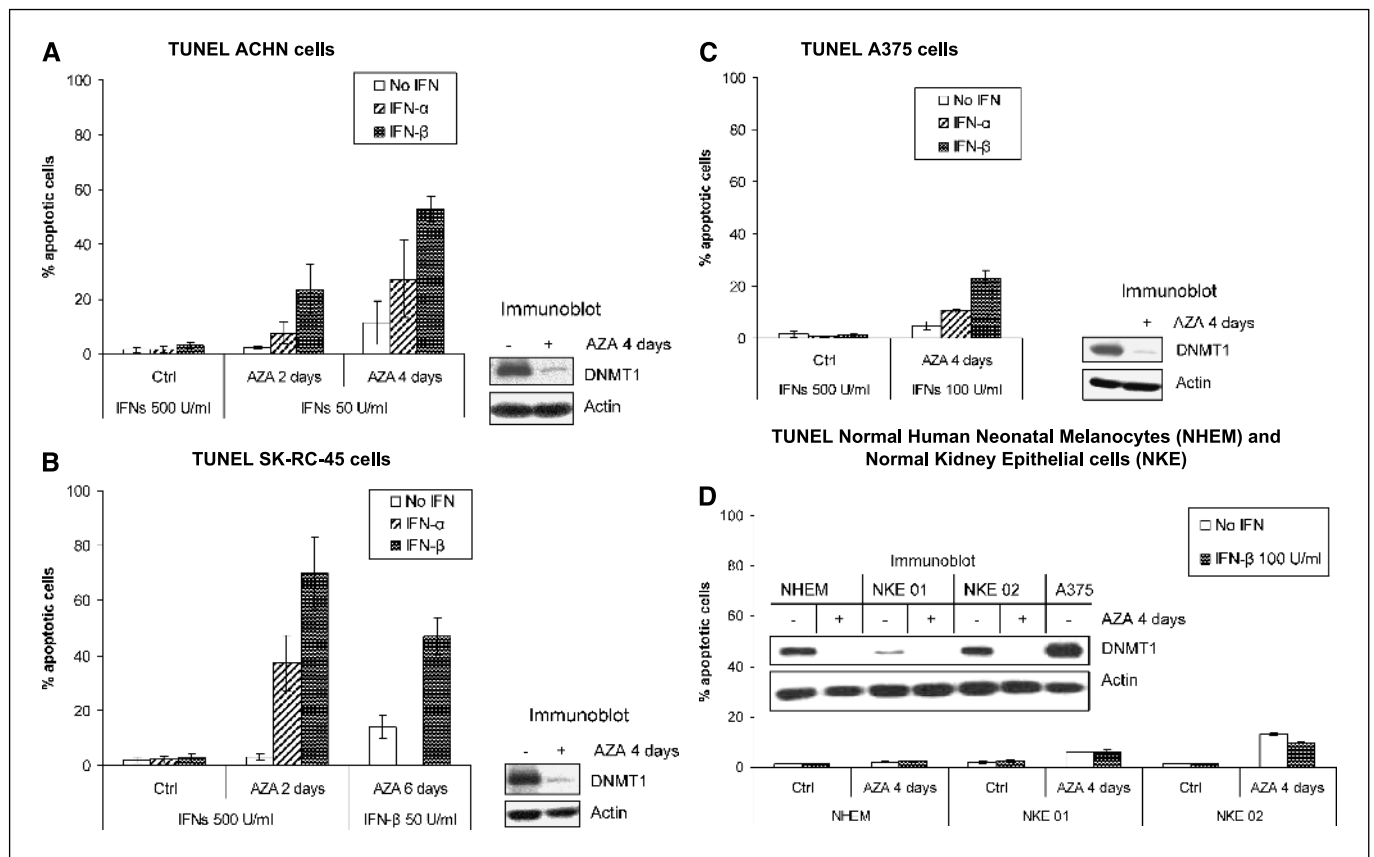 A
TUNEL ACHN cells
100
80
60
40
20
0
% apoptotic cells
No IFN
IFN-α
IFN-β
Ctrl
AZA 2 days
AZA 4 days
IFNs 500 U/ml
IFNs 50 U/ml
Immunoblot
- + AZA 4 days
DNMT1
Actin
B
TUNEL SK-RC-45 cells
100
80
60
40
20
0
% apoptotic cells
No IFN
IFN-α
IFN-β
Ctrl
AZA 2 days
AZA 6 days
IFNs 500 U/ml
IFN-β 50 U/ml
Immunoblot
- + AZA 4 days
DNMT1
Actin
C
TUNEL A375 cells
100
80
60
40
20
0
% apoptotic cells
No IFN
IFN-α
IFN-β
Ctrl
AZA 4 days
IFNs 500 U/ml
IFNs 100 U/ml
Immunoblot
+ AZA 4 days
DNMT1
Actin
TUNEL Normal Human Neonatal Melanocytes (NHEM) and
Normal Kidney Epithelial cells (NKE)
D
100
80
60
40
20
0
% apoptotic cells
No IFN
IFN-β 100 U/ml
Immunoblot
NHEM NKE 01 NKE 02 A375
- + - + - + - AZA 4 days
DNMT1
Actin
Ctrl AZA 4 days Ctrl AZA 4 days Ctrl AZA 4 days
NHEM NKE 01 NKE 02